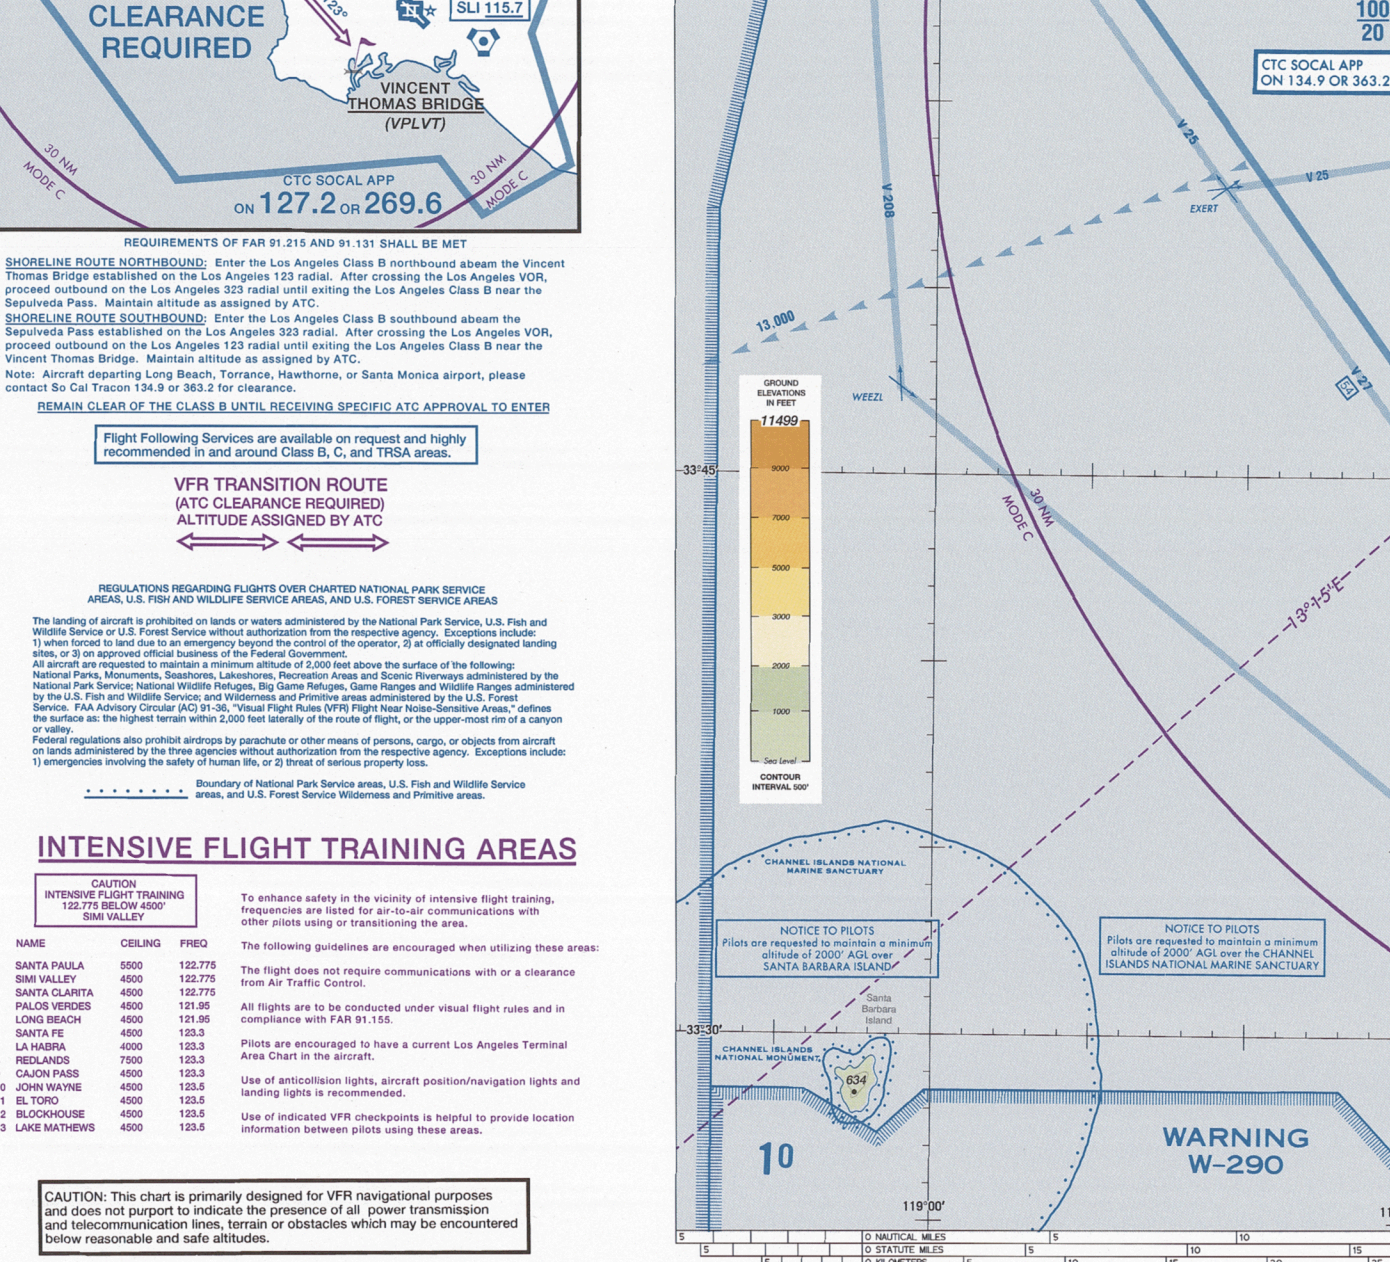 CLEARANCE
REQUIRED
123°
SLI 115.7
VINCENT
THOMAS BRIDGE
(VPLVT)
30 NM
MODE C
30 NM
MODE C
CTC SOCAL APP
ON 127.2 OR 269.6
REQUIREMENTS OF FAR 91.215 AND 91.131 SHALL BE MET
SHORELINE ROUTE NORTHBOUND: Enter the Los Angeles Class B northbound abeam the Vincent
Thomas Bridge established on the Los Angeles 123 radial. After crossing the Los Angeles VOR,
proceed outbound on the Los Angeles 323 radial until exiting the Los Angeles Class B near the
Sepulveda Pass. Maintain altitude as assigned by ATC.
SHORELINE ROUTE SOUTHBOUND: Enter the Los Angeles Class B southbound abeam the
Sepulveda Pass established on the Los Angeles 323 radial. After crossing the Los Angeles VOR,
proceed outbound on the Los Angeles 123 radial until exiting the Los Angeles Class B near the
Vincent Thomas Bridge. Maintain altitude as assigned by ATC.
Note: Aircraft departing Long Beach, Torrance, Hawthorne, or Santa Monica airport, please
contact So Cal Tracon 134.9 or 363.2 for clearance.
REMAIN CLEAR OF THE CLASS B UNTIL RECEIVING SPECIFIC ATC APPROVAL TO ENTER
Flight Following Services are available on request and highly
recommended in and around Class B, C, and TRSA areas.
VFR TRANSITION ROUTE
(ATC CLEARANCE REQUIRED)
ALTITUDE ASSIGNED BY ATC
REGULATIONS REGARDING FLIGHTS OVER CHARTED NATIONAL PARK SERVICE
AREAS, U.S. FISH AND WILDLIFE SERVICE AREAS, AND U.S. FOREST SERVICE AREAS
The landing of aircraft is prohibited on lands or waters administered by the National Park Service, U.S. Fish and
Wildlife Service or U.S. Forest Service without authorization from the respective agency. Exceptions include:
1) when forced to land due to an emergency beyond the control of the operator, 2) at officially designated landing
sites, or 3) on approved official business of the Federal Government.
All aircraft are requested to maintain a minimum altitude of 2,000 feet above the surface of the following:
National Parks, Monuments, Seashores, Lakeshores, Recreation Areas and Scenic Riverways administered by the
National Park Service; National Wildlife Refuges, Big Game Refuges, Game Ranges and Wildlife Ranges administered
by the U.S. Fish and Wildlife Service; and Wilderness and Primitive areas administered by the U.S. Forest
Service. FAA Advisory Circular (AC) 91-36, "Visual Flight Rules (VFR) Flight Near Noise-Sensitive Areas," defines
the surface as: the highest terrain within 2,000 feet laterally of the route of flight, or the upper-most rim of a canyon
or valley.
Federal regulations also prohibit airdrops by parachute or other means of persons, cargo, or objects from aircraft
on lands administered by the three agencies without authorization from the respective agency. Exceptions include:
1) emergencies involving the safety of human life, or 2) threat of serious property loss.
Boundary of National Park Service areas, U.S. Fish and Wildlife Service
areas, and U.S. Forest Service Wilderness and Primitive areas.
INTENSIVE FLIGHT TRAINING AREAS
CAUTION
INTENSIVE FLIGHT TRAINING
122.775 BELOW 4500'
SIMI VALLEY
NAME CEILING FREQ
SANTA PAULA 5500 122.775
SIMI VALLEY 4500 122.775
SANTA CLARITA 4500 122.775
PALOS VERDES 4500 121.95
LONG BEACH 4500 121.95
SANTA FE 4500 123.3
LA HABRA 4000 123.3
REDLANDS 7500 123.3
CAJON PASS 4500 123.3
0 JOHN WAYNE 4500 123.5
1 EL TORO 4500 123.5
2 BLOCKHOUSE 4500 123.5
3 LAKE MATHEWS 4500 123.5
To enhance safety in the vicinity of intensive flight training,
frequencies are listed for air-to-air communications with
other pilots using or transitioning the area.
The following guidelines are encouraged when utilizing these areas:
The flight does not require communications with or a clearance
from Air Traffic Control.
All flights are to be conducted under visual flight rules and in
compliance with FAR 91.155.
Pilots are encouraged to have a current Los Angeles Terminal
Area Chart in the aircraft.
Use of anticollision lights, aircraft position/navigation lights and
landing lights is recommended.
Use of indicated VFR checkpoints is helpful to provide location
information between pilots using these areas.
CAUTION: This chart is primarily designed for VFR navigational purposes
and does not purport to indicate the presence of all power transmission
and telecommunication lines, terrain or obstacles which may be encountered
below reasonable and safe altitudes.
100
20
CTC SOCAL APP
ON 134.9 OR 363.2
V 25
V 25
EXERT
V 208
13,000
WEEZL
V 27
54
GROUND
ELEVATIONS
IN FEET
11499
9000
7000
5000
3000
2000
1000
Sea Level
CONTOUR
INTERVAL 500'
33°45'
30 NM
MODE C
13°15'E
CHANNEL ISLANDS NATIONAL
MARINE SANCTUARY
NOTICE TO PILOTS
Pilots are requested to maintain a minimum
altitude of 2000' AGL over
SANTA BARBARA ISLAND
NOTICE TO PILOTS
Pilots are requested to maintain a minimum
altitude of 2000' AGL over the CHANNEL
ISLANDS NATIONAL MARINE SANCTUARY
Santa
Barbara
Island
33°30'
CHANNEL ISLANDS
NATIONAL MONUMENT
634
10
WARNING
W-290
119°00'
11
5 0 NAUTICAL MILES 5 10
5 0 STATUTE MILES 5 10 15
0 KILOMETERS